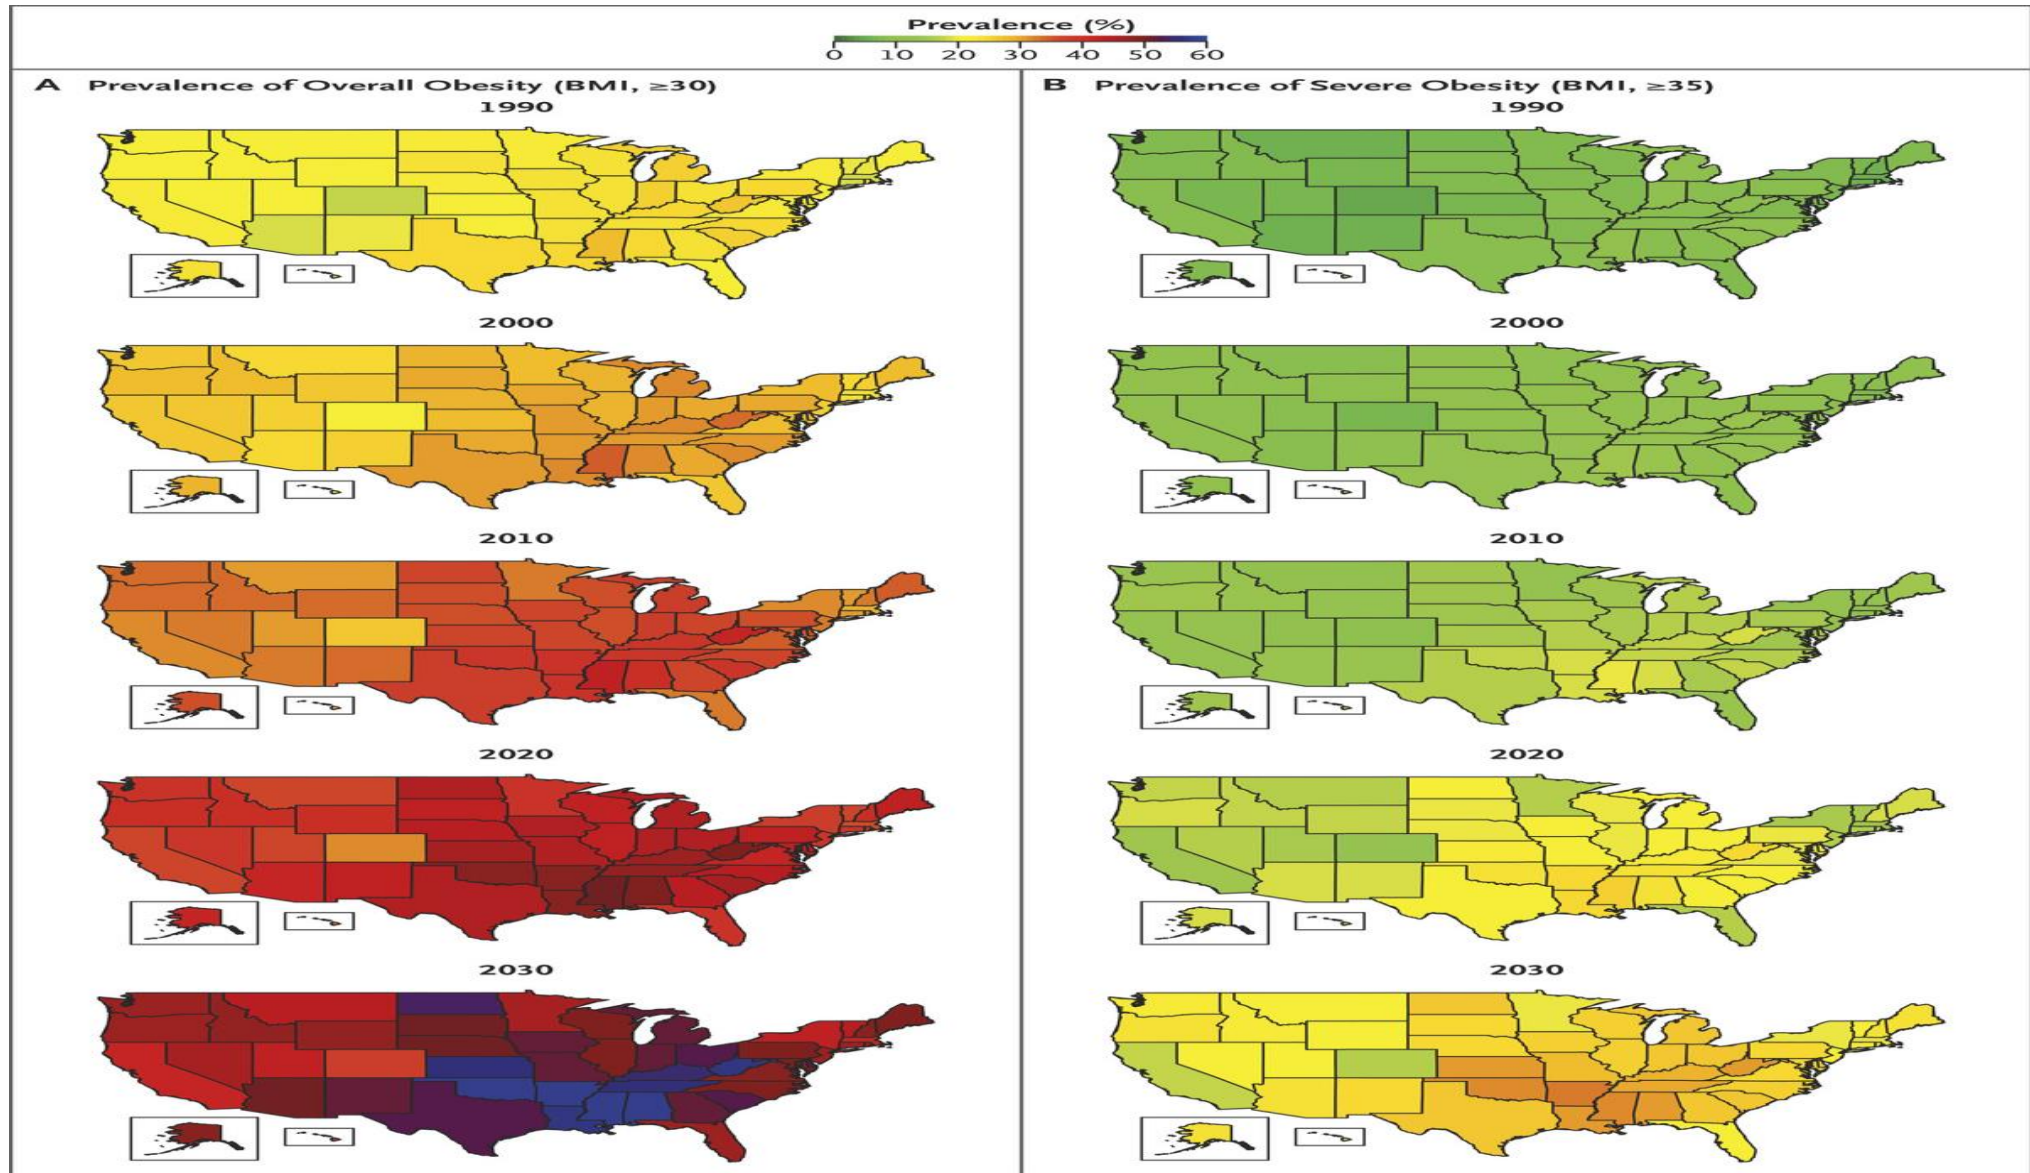 Prevalence (%)
0 10 20 30 40 50 60
A Prevalence of Overall Obesity (BMI, ≥30)
1990
2000
2010
2020
2030
B Prevalence of Severe Obesity (BMI, ≥35)
1990
2000
2010
2020
2030